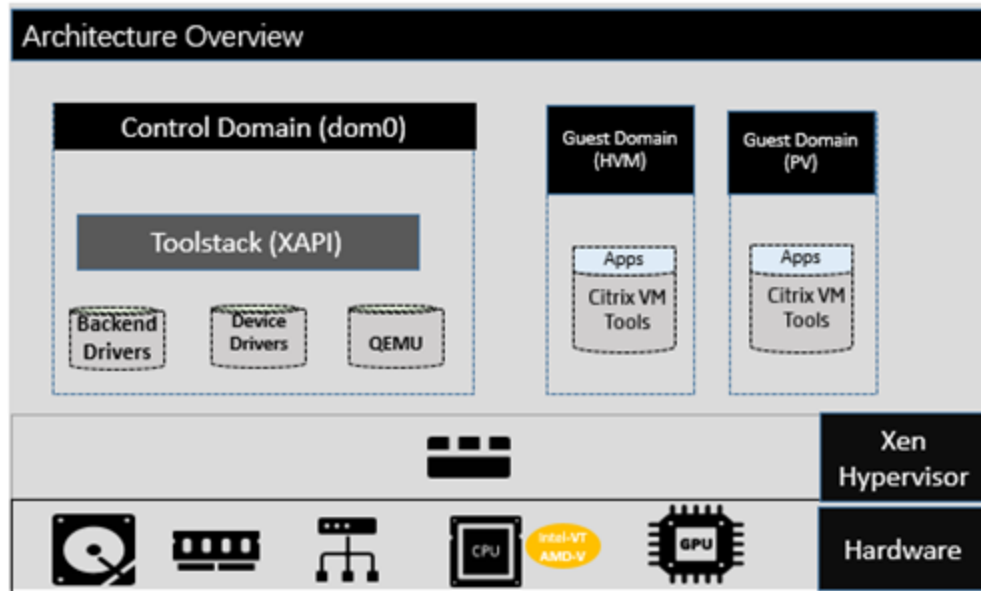 Architecture Overview
Control Domain (dom0)
Toolstack (XAPI)
Backend
Drivers
Device
Drivers
QEMU
Guest Domain
(HVM)
Apps
Citrix VM
Tools
Guest Domain
(PV)
Apps
Citrix VM
Tools
Xen
Hypervisor
CPU
Intel-VT
AMD-V
GPU
Hardware